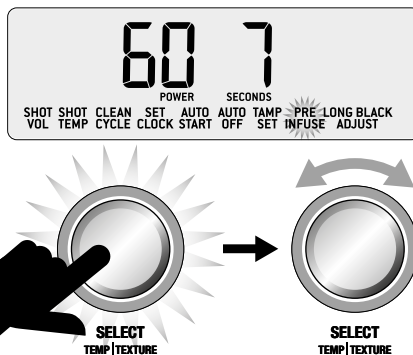 60 7
POWER SECONDS
SHOT SHOT CLEAN SET AUTO AUTO TAMP PRE LONG BLACK
VOL TEMP CYCLE CLOCK START OFF SET INFUSE ADJUST
SELECT SELECT
TEMP|TEXTURE TEMP|TEXTURE